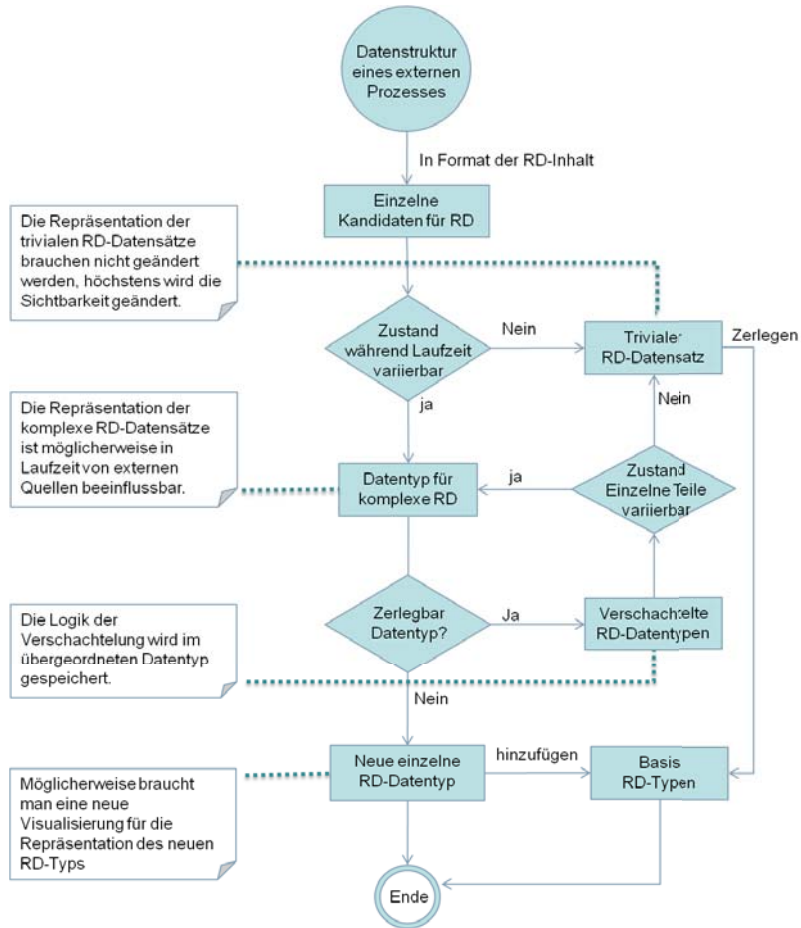 Datenstruktur
eines externen
Prozesses
In Format der RD-Inhalt
Einzelne
Kandidaten für RD
Die Repräsentation der
trivialen RD-Datensätze
brauchen nicht geändert
werden, höchstens wird die
Sichtbarkeit geändert.
Zustand
während Laufzeit
variierbar
Nein
Trivialer
RD-Datensatz
Zerlegen
ja
Nein
Die Repräsentation der
komplexe RD-Datensätze
ist möglicherweise in
Laufzeit von externen
Quellen beeinflussbar.
Datentyp für
komplexe RD
ja
Zustand
Einzelne Teile
variierbar
Die Logik der
Verschachtelung wird im
übergeordneten Datentyp
gespeichert.
Zerlegbar
Datentyp?
Ja
Verschachtelte
RD-Datentypen
Nein
Neue einzelne
RD-Datentyp
hinzufügen
Basis
RD-Typen
Möglicherweise braucht
man eine neue
Visualisierung für die
Repräsentation des neuen
RD-Typs
Ende